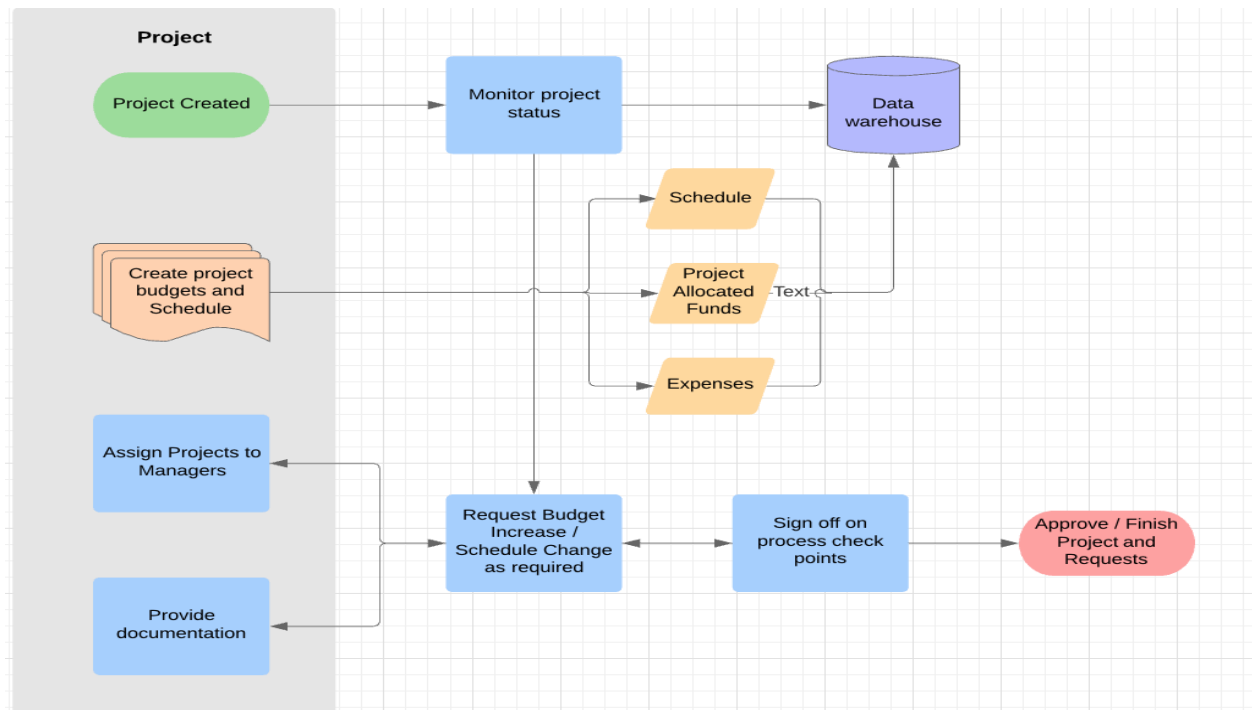 Project
Project Created
Monitor project
status
Data
warehouse
Schedule
Create project
budgets and
Schedule
Project
Allocated
Funds
Text
Expenses
Assign Projects to
Managers
Request Budget
Increase /
Schedule Change
as required
Sign off on
process check
points
Approve / Finish
Project and
Requests
Provide
documentation